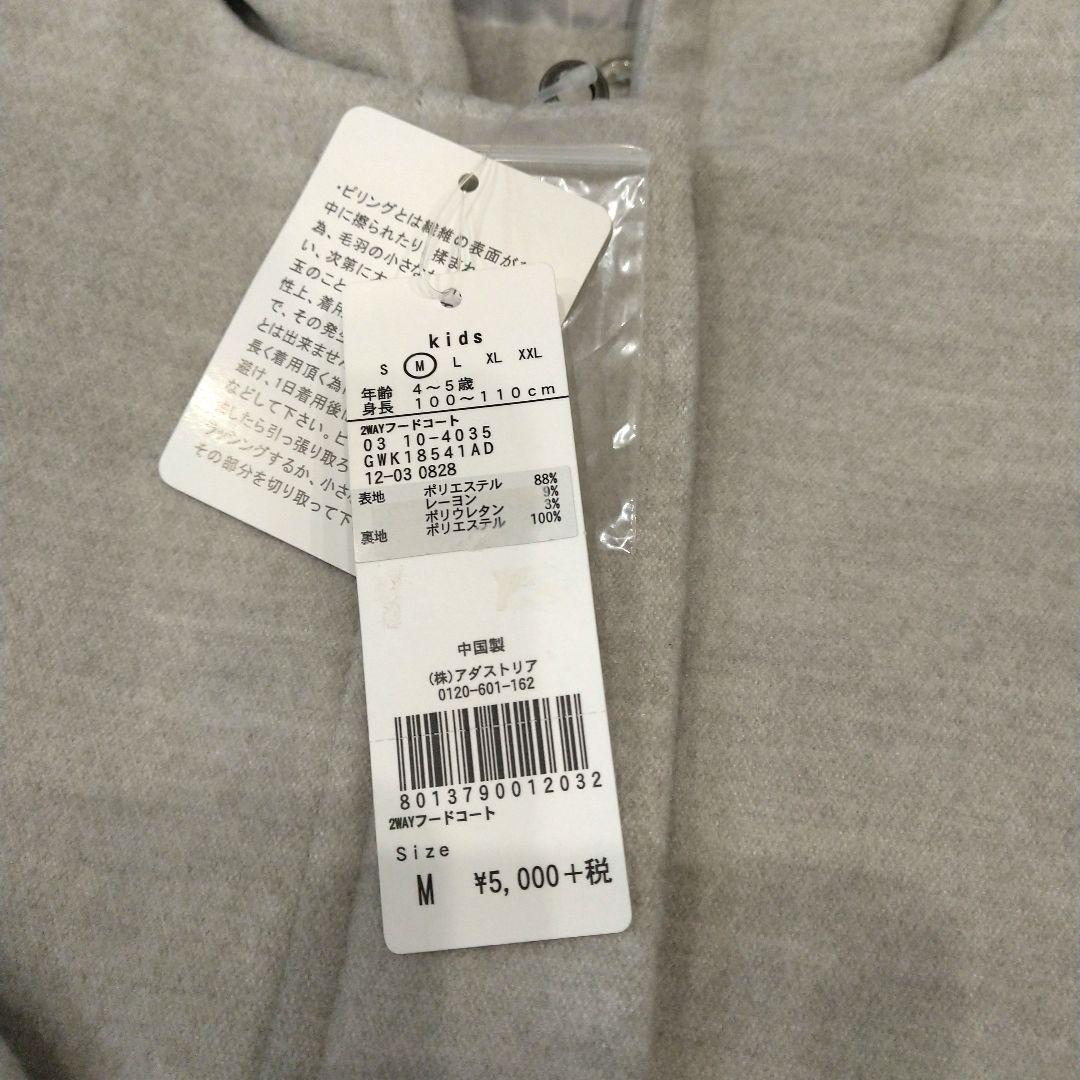 ・ピリングとは繊維の表面が
中に擦られたり、揉まれ
為、毛羽の小さな
い、次第に
玉のこと
性上、着用
で、その発
とは出来ません
長く着用頂く為
避け、1日着用後
などして下さい。
したら引っ張り取ろ
ラッシングするか、小さ
その部分を切り取って下
kids
S M L XL XXL
年齢 4～5歳
身長 100～110cm
2WAYフードコート
03 10-4035
GWK18541AD
12-03 0828
表地 ポリエステル 88%
レーヨン 9%
ポリウレタン 3%
裏地 ポリエステル 100%
中国製
(株)アダストリア
0120-601-162
8013790012032
2WAYフードコート
Size
M ¥5,000+税